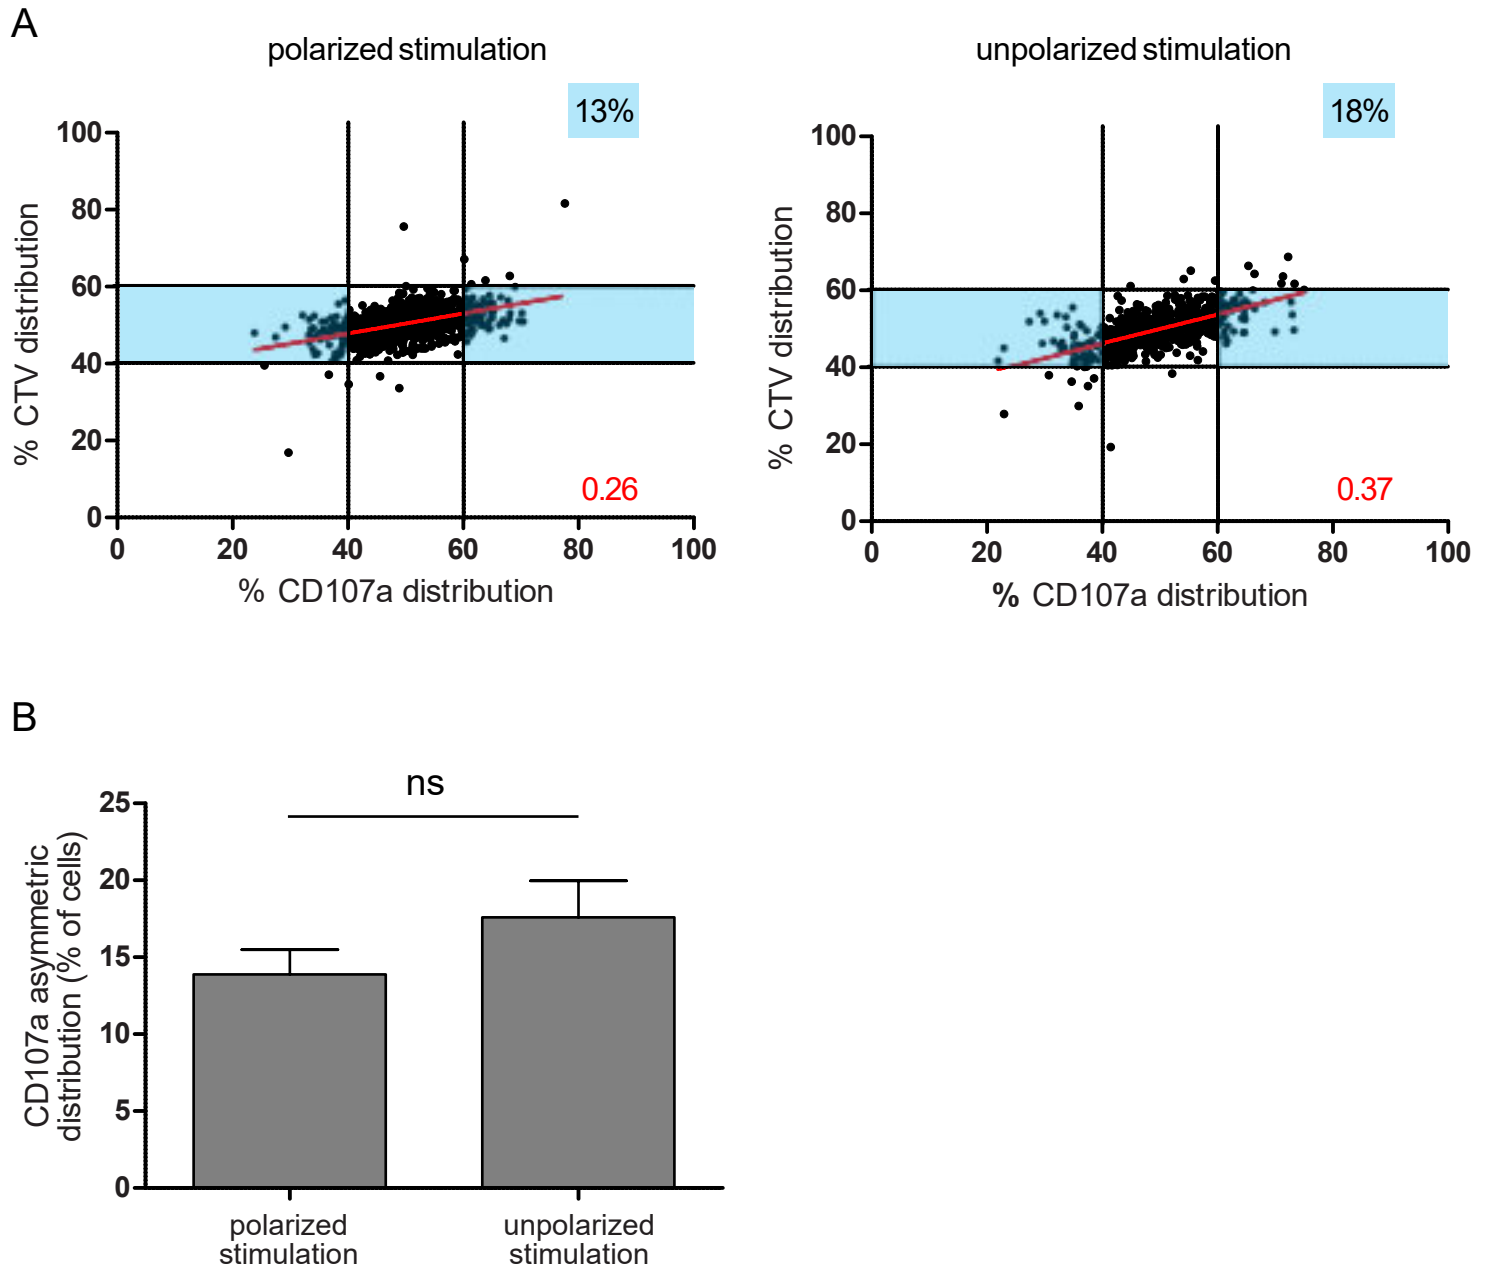 A
polarized stimulation
unpolarized stimulation
13%
18%
100
80
60
40
20
0
% CTV distribution
0.26
0 20 40 60 80 100
% CD107a distribution
100
80
60
40
20
0
% CTV distribution
0.37
0 20 40 60 80 100
% CD107a distribution
B
ns
25
20
15
10
5
0
CD107a asymmetric
distribution (% of cells)
polarized
stimulation
unpolarized
stimulation